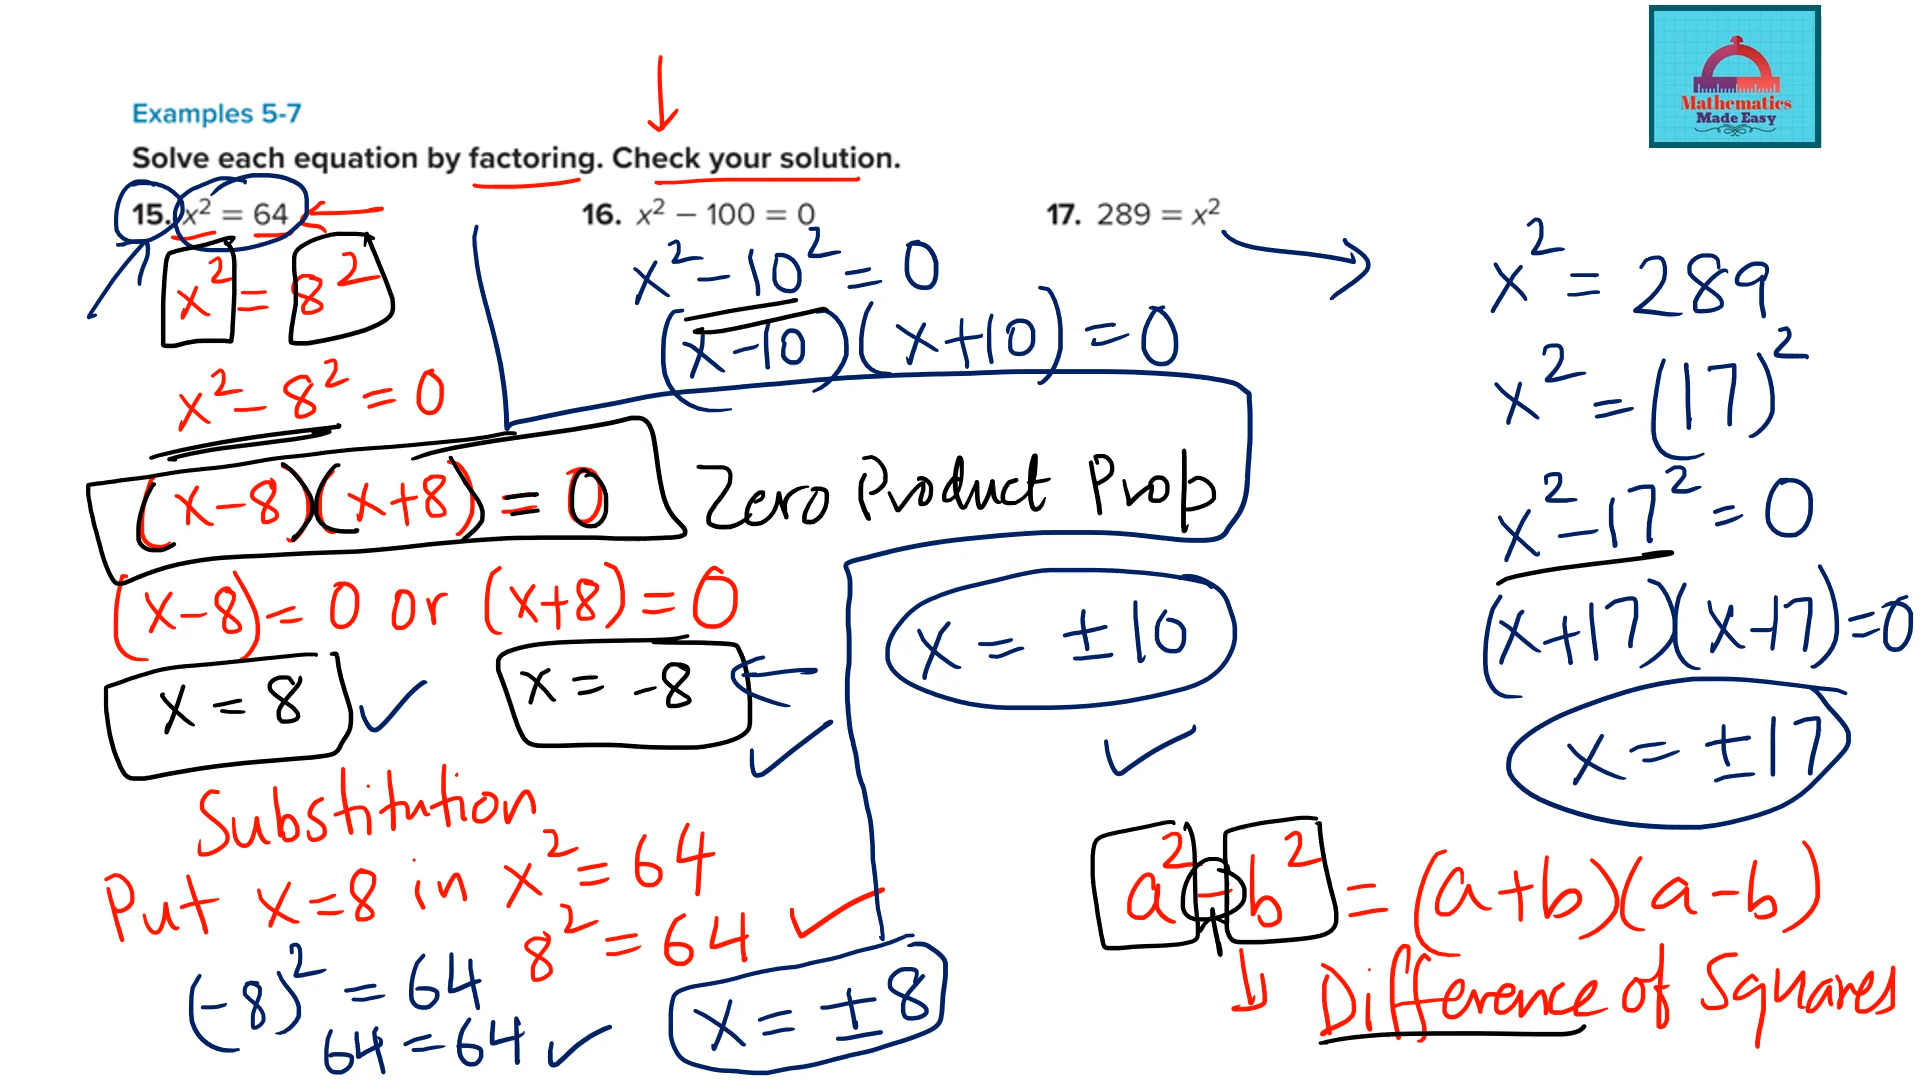 Mathematics
Made Easy
Examples 5-7
Solve each equation by factoring. Check your solution.
15. x² = 64
16. x² − 100 = 0
17. 289 = x²
x² = 8²
x² − 8² = 0
(x−8)(x+8) = 0 Zero Product Prop
(x−8) = 0 or (x+8) = 0
x = 8
x = −8
Substitution
Put x=8 in x² = 64
8² = 64
(−8)² = 64
64 = 64
x = ±8
x² − 10² = 0
(x−10)(x+10) = 0
x = ±10
x² = 289
x² = (17)²
x² − 17² = 0
(x+17)(x−17) = 0
x = ±17
a² − b² = (a+b)(a−b)
Difference of Squares